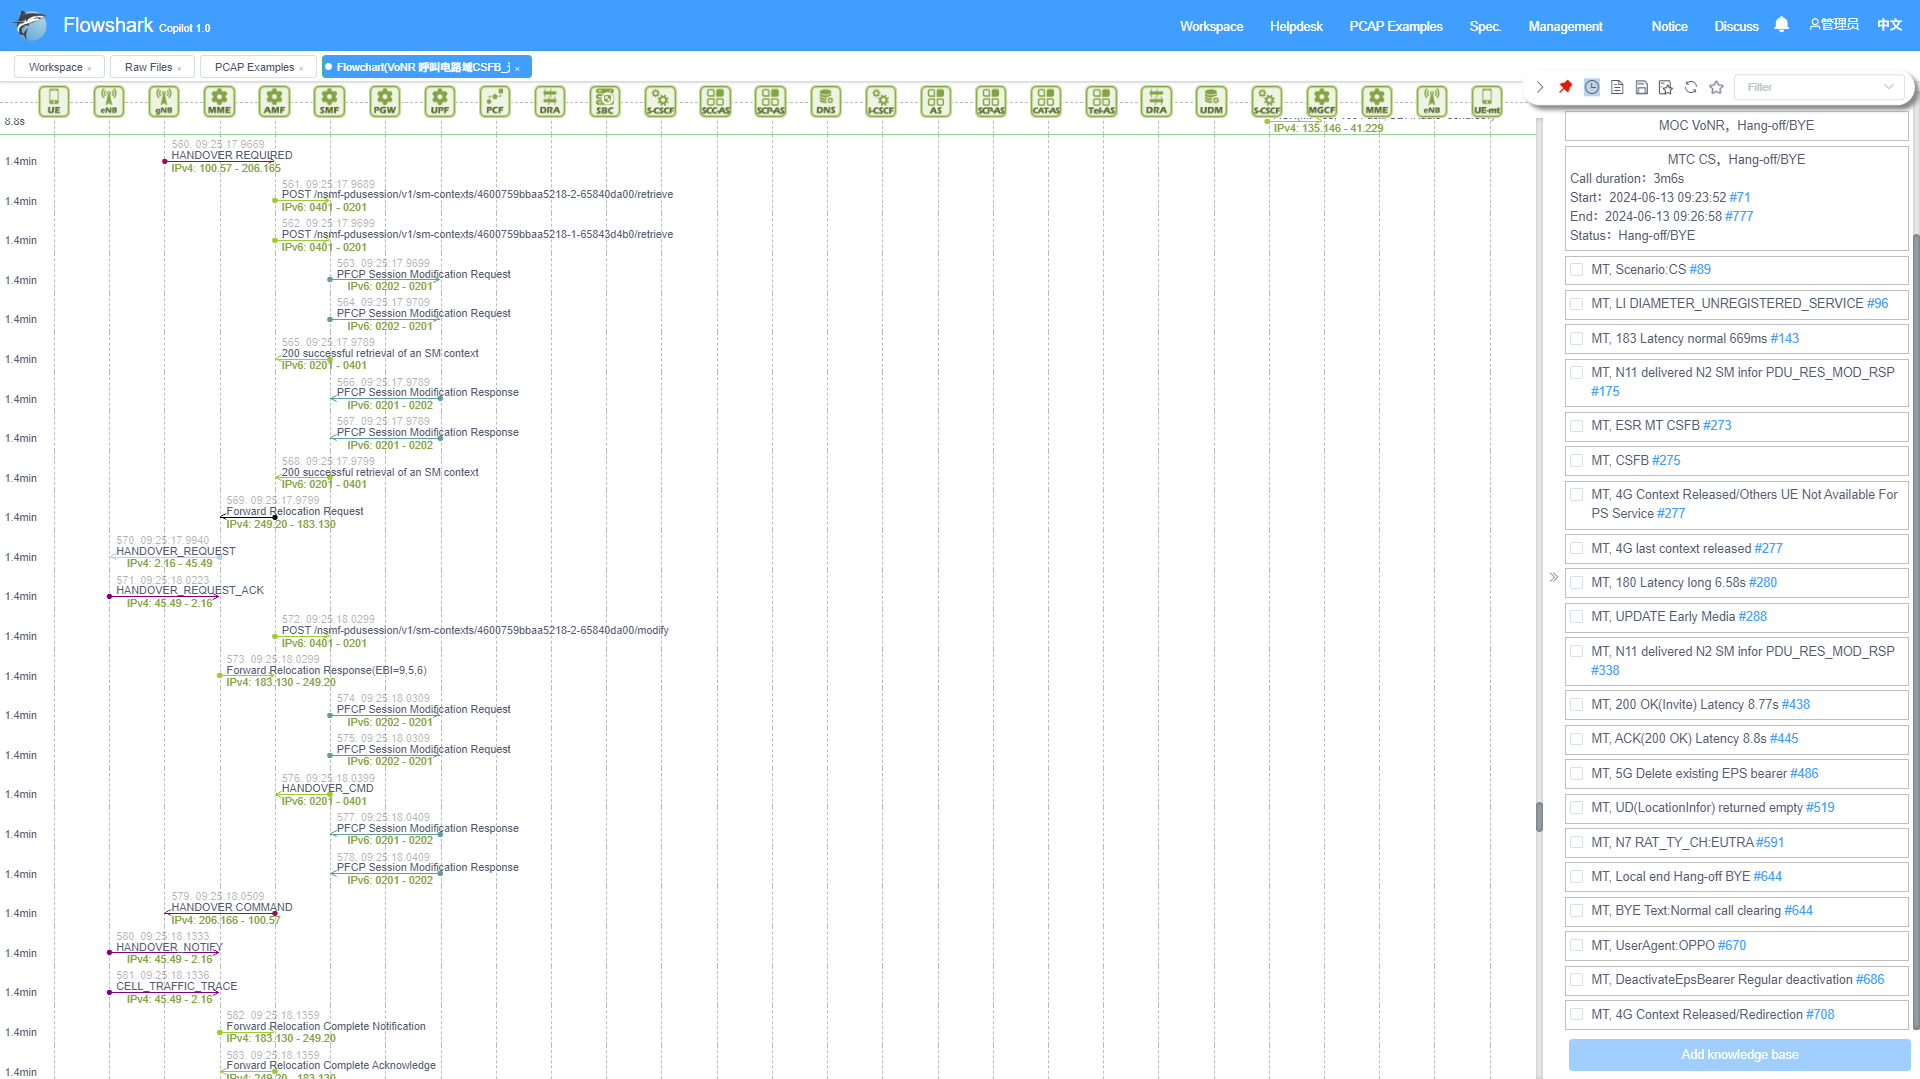 Flowshark Copilot 1.0 Workspace Helpdesk PCAP Examples Spec. Management Notice Discuss 管理员 中文
Workspace × Raw Files × PCAP Examples × Flowchart(VoNR 呼叫电路域CSFB_ ×
UE eNB gNB MME AMF SMF PGW UPF PCF DRA SBC S-CSCF SCC-AS SCP-AS DNS I-CSCF AS SCP-AS CAT-AS Tel-AS DRA UDM S-CSCF MGCF MME eNB UE-mt
Filter
8.8s
IPv4: 135.146 - 41.229
560. 09:25:17.9669
1.4min HANDOVER REQUIRED
IPv4: 100.57 - 206.165
561. 09:25:17.9689
1.4min POST /nsmf-pdusession/v1/sm-contexts/4600759bbaa5218-2-65840da00/retrieve
IPv6: 0401 - 0201
562. 09:25:17.9699
1.4min POST /nsmf-pdusession/v1/sm-contexts/4600759bbaa5218-1-65843d4b0/retrieve
IPv6: 0401 - 0201
563. 09:25:17.9699
1.4min PFCP Session Modification Request
IPv6: 0202 - 0201
564. 09:25:17.9709
1.4min PFCP Session Modification Request
IPv6: 0202 - 0201
565. 09:25:17.9789
1.4min 200 successful retrieval of an SM context
IPv6: 0201 - 0401
566. 09:25:17.9789
1.4min PFCP Session Modification Response
IPv6: 0201 - 0202
567. 09:25:17.9789
1.4min PFCP Session Modification Response
IPv6: 0201 - 0202
568. 09:25:17.9799
1.4min 200 successful retrieval of an SM context
IPv6: 0201 - 0401
569. 09:25:17.9799
1.4min Forward Relocation Request
IPv4: 249.20 - 183.130
570. 09:25:17.9940
1.4min HANDOVER_REQUEST
IPv4: 2.16 - 45.49
571. 09:25:18.0223
1.4min HANDOVER_REQUEST_ACK
IPv4: 45.49 - 2.16
572. 09:25:18.0299
1.4min POST /nsmf-pdusession/v1/sm-contexts/4600759bbaa5218-2-65840da00/modify
IPv6: 0401 - 0201
573. 09:25:18.0299
1.4min Forward Relocation Response(EBI=9,5,6)
IPv4: 183.130 - 249.20
574. 09:25:18.0309
1.4min PFCP Session Modification Request
IPv6: 0202 - 0201
575. 09:25:18.0309
1.4min PFCP Session Modification Request
IPv6: 0202 - 0201
576. 09:25:18.0399
1.4min HANDOVER_CMD
IPv6: 0201 - 0401
577. 09:25:18.0409
1.4min PFCP Session Modification Response
IPv6: 0201 - 0202
578. 09:25:18.0409
1.4min PFCP Session Modification Response
IPv6: 0201 - 0202
579. 09:25:18.0509
1.4min HANDOVER COMMAND
IPv4: 206.166 - 100.57
580. 09:25:18.1333
1.4min HANDOVER_NOTIFY
IPv4: 45.49 - 2.16
581. 09:25:18.1336
1.4min CELL_TRAFFIC_TRACE
IPv4: 45.49 - 2.16
582. 09:25:18.1359
1.4min Forward Relocation Complete Notification
IPv4: 183.130 - 249.20
583. 09:25:18.1359
1.4min Forward Relocation Complete Acknowledge
IPv4: 249.20 - 183.130
MOC VoNR，Hang-off/BYE
MTC CS，Hang-off/BYE
Call duration：3m6s
Start：2024-06-13 09:23:52 #71
End：2024-06-13 09:26:58 #777
Status：Hang-off/BYE
MT, Scenario:CS #89
MT, LI DIAMETER_UNREGISTERED_SERVICE #96
MT, 183 Latency normal 669ms #143
MT, N11 delivered N2 SM infor PDU_RES_MOD_RSP
#175
MT, ESR MT CSFB #273
MT, CSFB #275
MT, 4G Context Released/Others UE Not Available For
PS Service #277
MT, 4G last context released #277
MT, 180 Latency long 6.58s #280
MT, UPDATE Early Media #288
MT, N11 delivered N2 SM infor PDU_RES_MOD_RSP
#338
MT, 200 OK(Invite) Latency 8.77s #438
MT, ACK(200 OK) Latency 8.8s #445
MT, 5G Delete existing EPS bearer #486
MT, UD(LocationInfor) returned empty #519
MT, N7 RAT_TY_CH:EUTRA #591
MT, Local end Hang-off BYE #644
MT, BYE Text:Normal call clearing #644
MT, UserAgent:OPPO #670
MT, DeactivateEpsBearer Regular deactivation #686
MT, 4G Context Released/Redirection #708
Add knowledge base